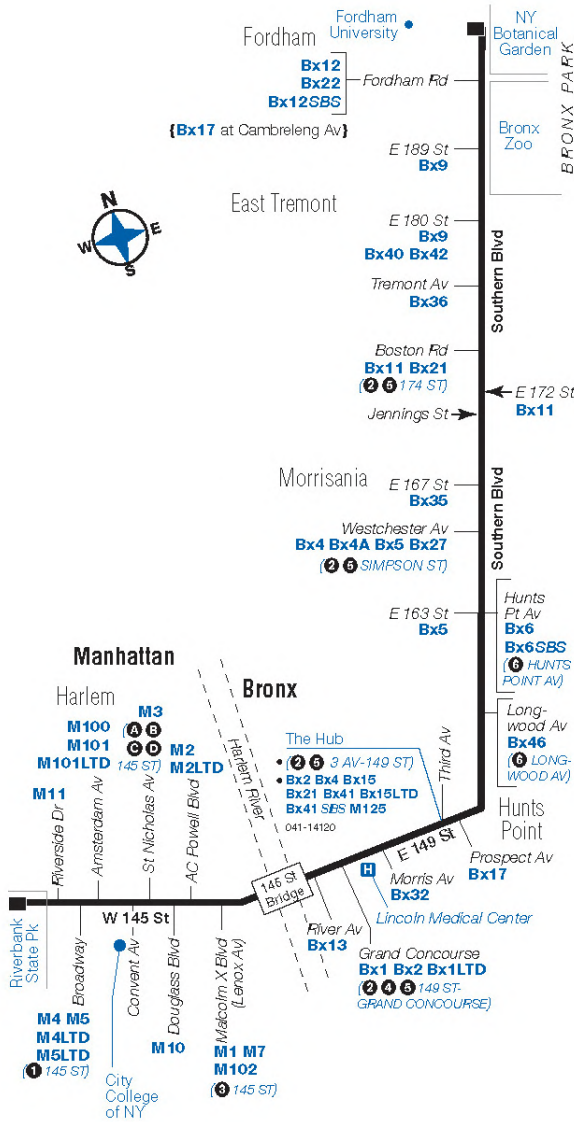 Fordham
University
NY
Botanical
Garden
BRONX PARK
Fordham
Bx12
Bx22
Bx12SBS
Fordham Rd
{Bx17 at Cambreleng Av}
Bronx
Zoo
E 189 St
Bx9
N
E
W
S
East Tremont
E 180 St
Bx9
Bx40 Bx42
Southern Blvd
Tremont Av
Bx36
Boston Rd
Bx11 Bx21
(2 5 174 ST)
E 172 St
Bx11
Jennings St
Morrisania
E 167 St
Bx35
Southern Blvd
Westchester Av
Bx4 Bx4A Bx5 Bx27
(2 5 SIMPSON ST)
E 163 St
Bx5
Hunts
Pt Av
Bx6
Bx6SBS
(6 HUNTS
POINT AV)
Manhattan
Bronx
Harlem River
Harlem
M100
M101
M101LTD
M3
(A B
C D
145 ST)
M2
M2LTD
M11
The Hub
• (2 5 3 AV-149 ST)
• Bx2 Bx4 Bx15
Bx21 Bx41 Bx15LTD
Bx41 SBS M125
041-14120
Third Av
Long-
wood Av
Bx46
(6 LONG-
WOOD AV)
Hunts
Point
Riverside Dr
Amsterdam Av
St Nicholas Av
AC Powell Blvd
E 149 St
Prospect Av
Bx17
Morris Av
Bx32
H
Lincoln Medical Center
145 St
Bridge
W 145 St
Riverbank
State Pk
Broadway
Convent Av
Douglass Blvd
Malcolm X Blvd
(Lenox Av)
River Av
Bx13
Grand Concourse
Bx1 Bx2 Bx1LTD
(2 4 5 149 ST-
GRAND CONCOURSE)
M4 M5
M4LTD
M5LTD
(1 145 ST)
City
College
of NY
M10
M1 M7
M102
(3 145 ST)